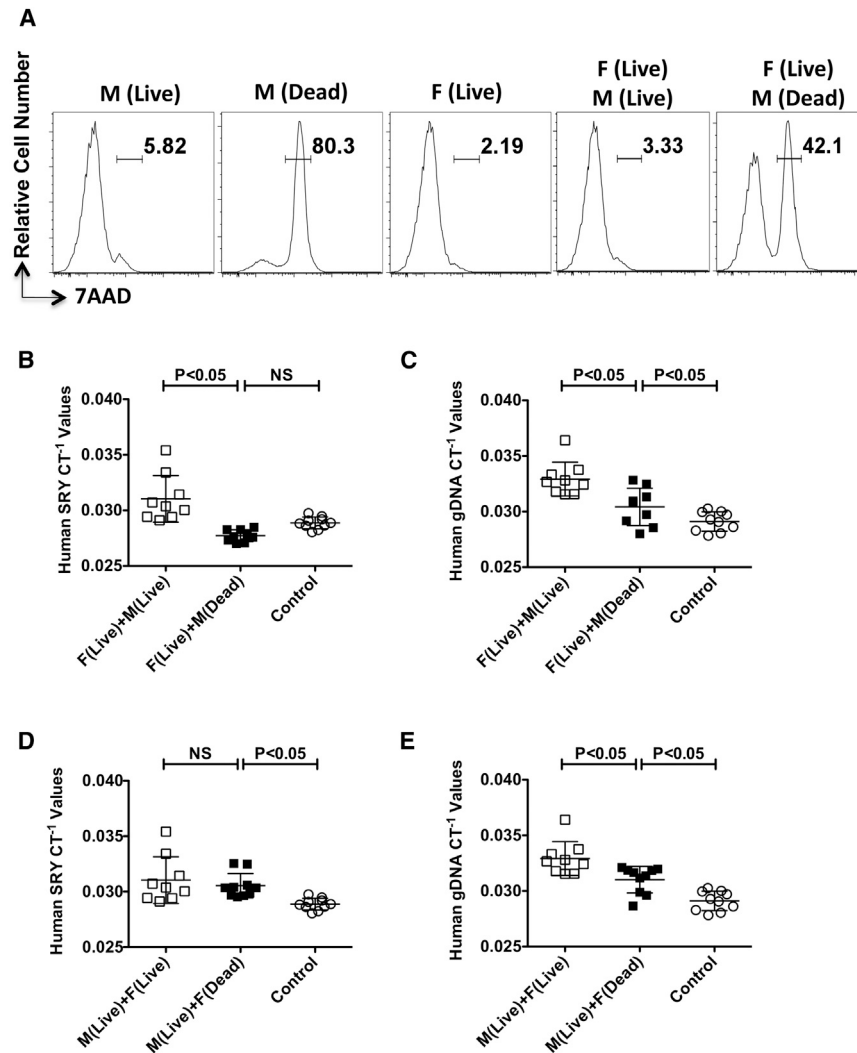 A
Relative Cell Number
7AAD
M (Live)
5.82
M (Dead)
80.3
F (Live)
2.19
F (Live)
M (Live)
3.33
F (Live)
M (Dead)
42.1
B
P<0.05
NS
Human SRY CT⁻¹ Values
0.040
0.035
0.030
0.025
F(Live)+M(Live)
F(Live)+M(Dead)
Control
C
P<0.05
P<0.05
Human gDNA CT⁻¹ Values
0.040
0.035
0.030
0.025
F(Live)+M(Live)
F(Live)+M(Dead)
Control
D
NS
P<0.05
Human SRY CT⁻¹ Values
0.040
0.035
0.030
0.025
M(Live)+F(Live)
M(Live)+F(Dead)
Control
E
P<0.05
P<0.05
Human gDNA CT⁻¹ Values
0.040
0.035
0.030
0.025
M(Live)+F(Live)
M(Live)+F(Dead)
Control